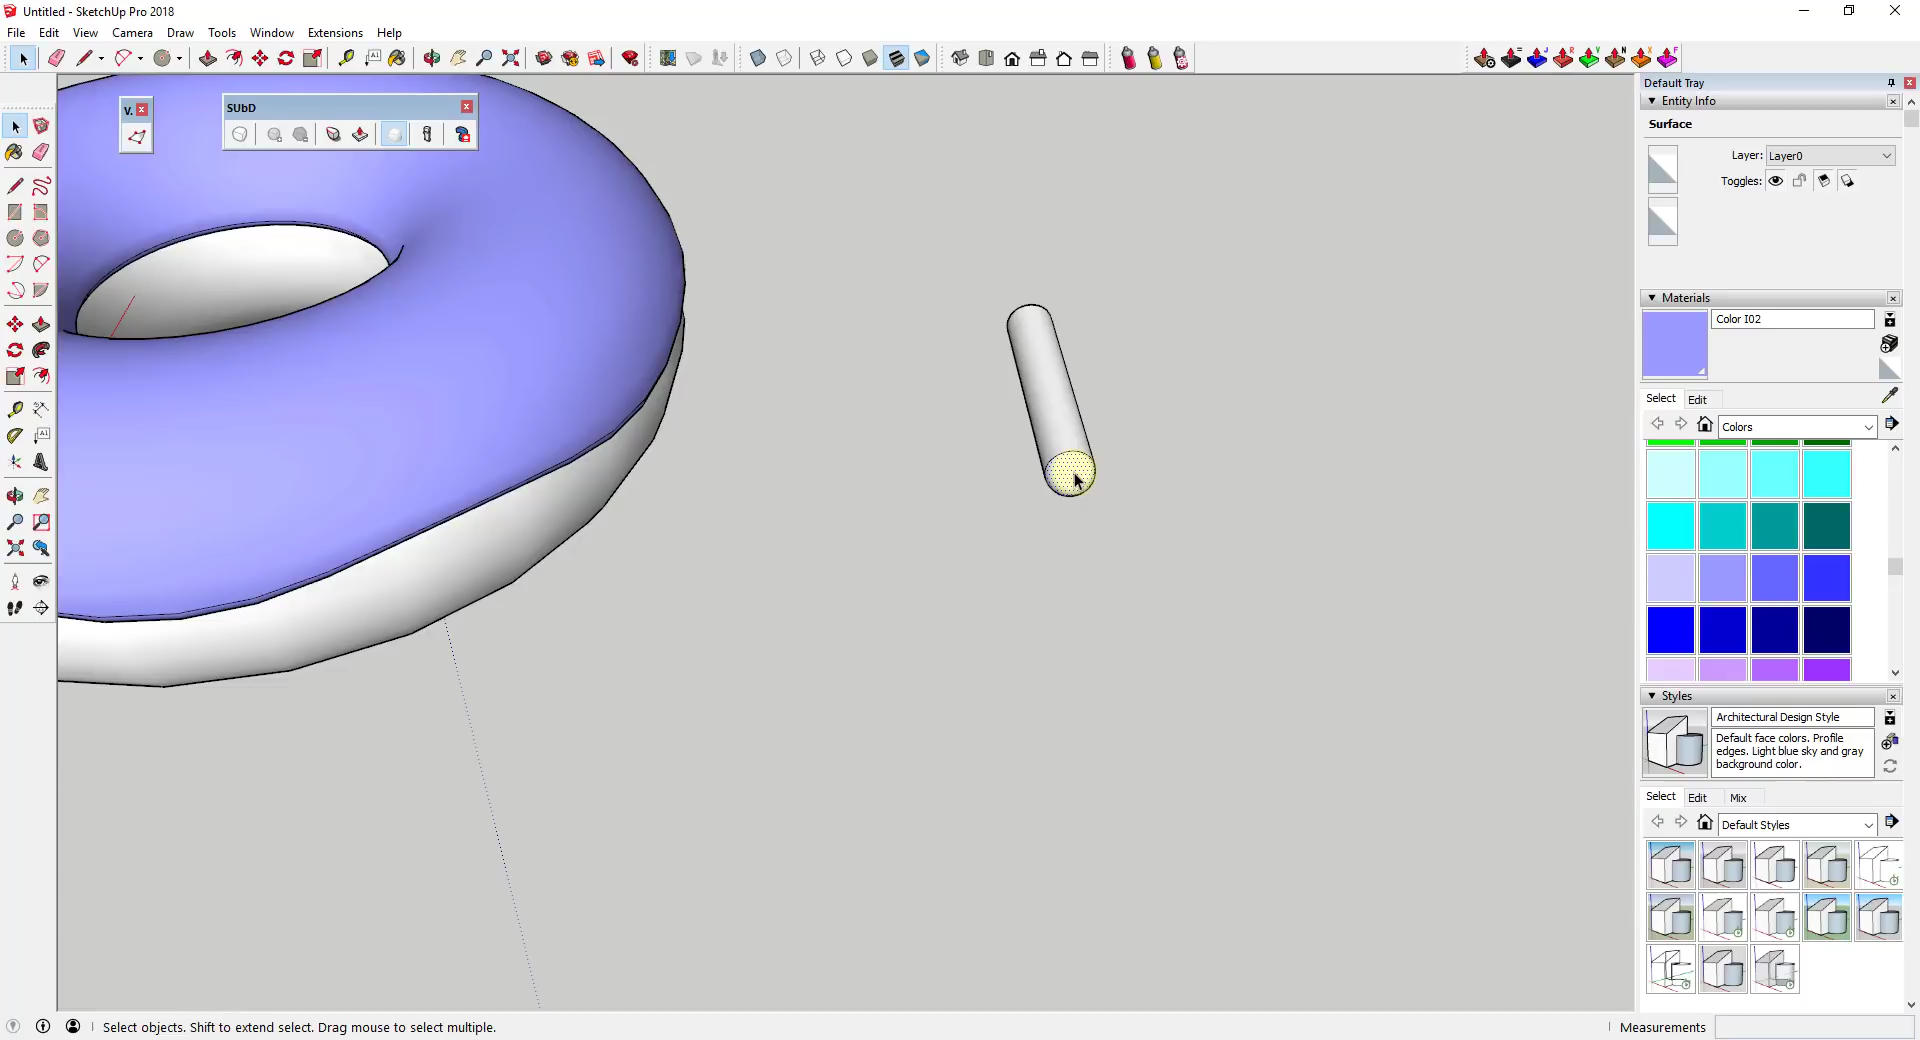 Untitled - SketchUp Pro 2018
File Edit View Camera Draw Tools Window Extensions Help
Default Tray
Entity Info
Surface
Layer: Layer0
Toggles:
V.
SUbD
Materials
Color I02
Select Edit
Colors
Styles
Architectural Design Style
Default face colors. Profile
edges. Light blue sky and gray
background color.
Select Edit Mix
Default Styles
Select objects. Shift to extend select. Drag mouse to select multiple.
Measurements